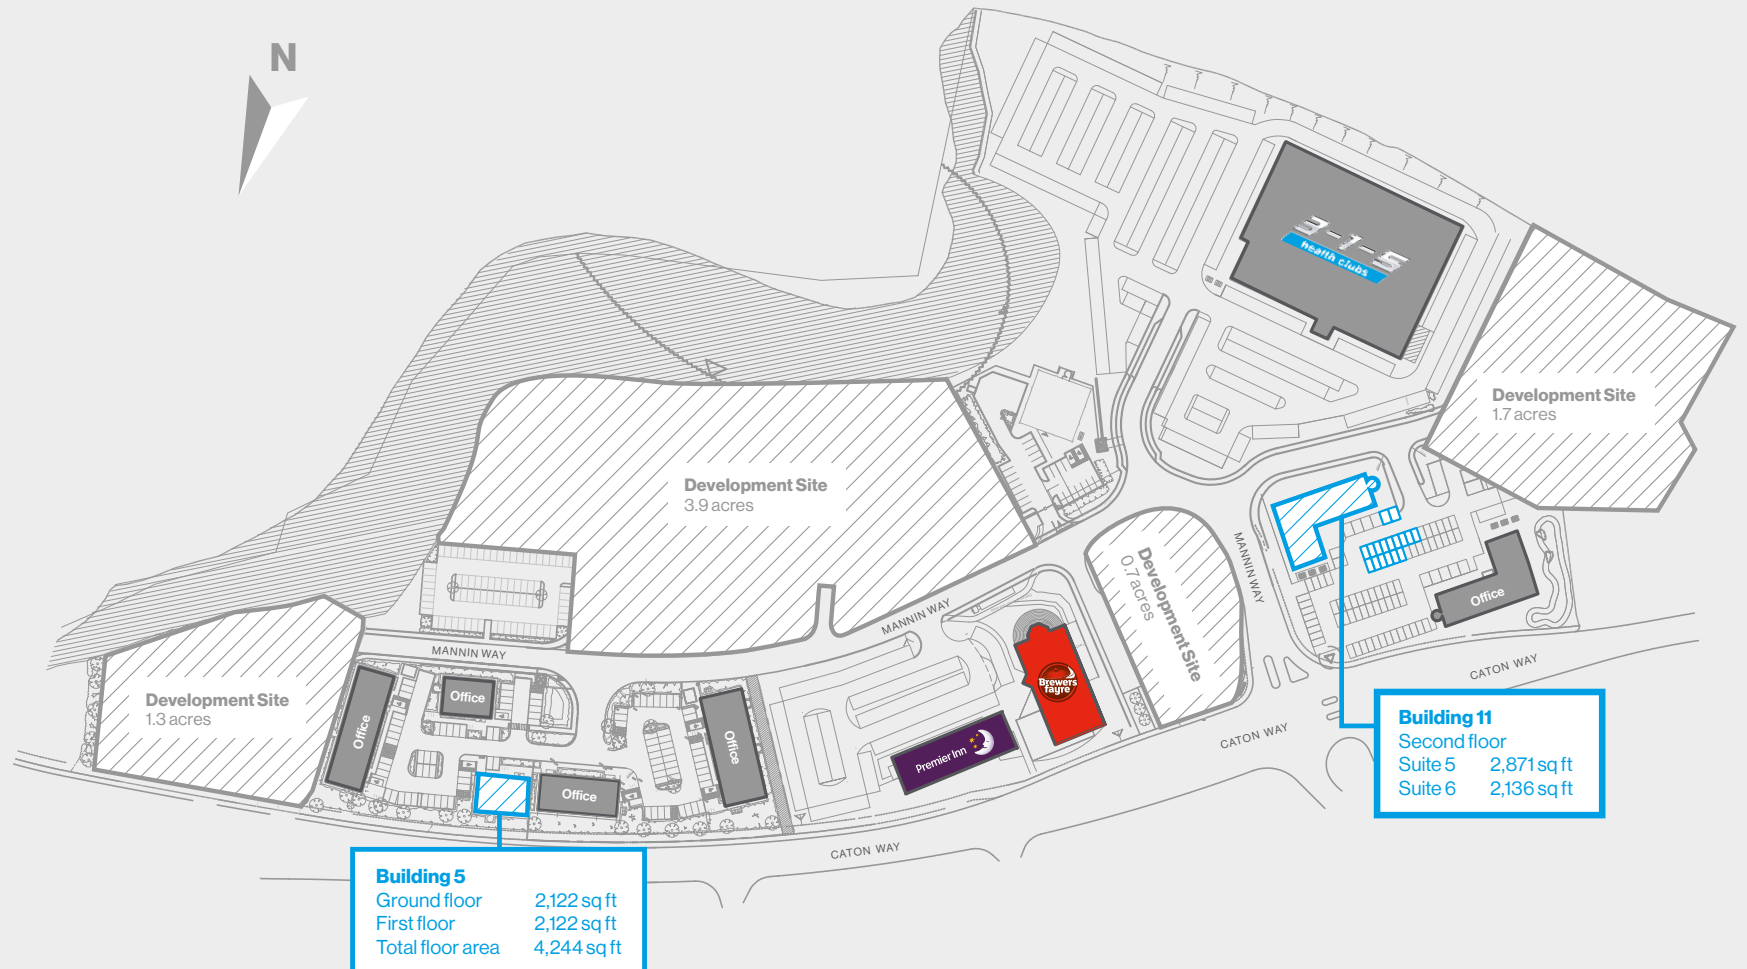 N
3-1-5
health clubs
Development Site
1.7 acres
Development Site
3.9 acres
Development Site
0.7 acres
MANNIN WAY
MANNIN WAY
Office
MANNIN WAY
CATON WAY
Development Site
1.3 acres
Office
Office
Office
Office
Brewers
fayre
Premier Inn
CATON WAY
CATON WAY
Building 11
Second floor
Suite 5 2,871 sq ft
Suite 6 2,136 sq ft
Building 5
Ground floor 2,122 sq ft
First floor 2,122 sq ft
Total floor area 4,244 sq ft